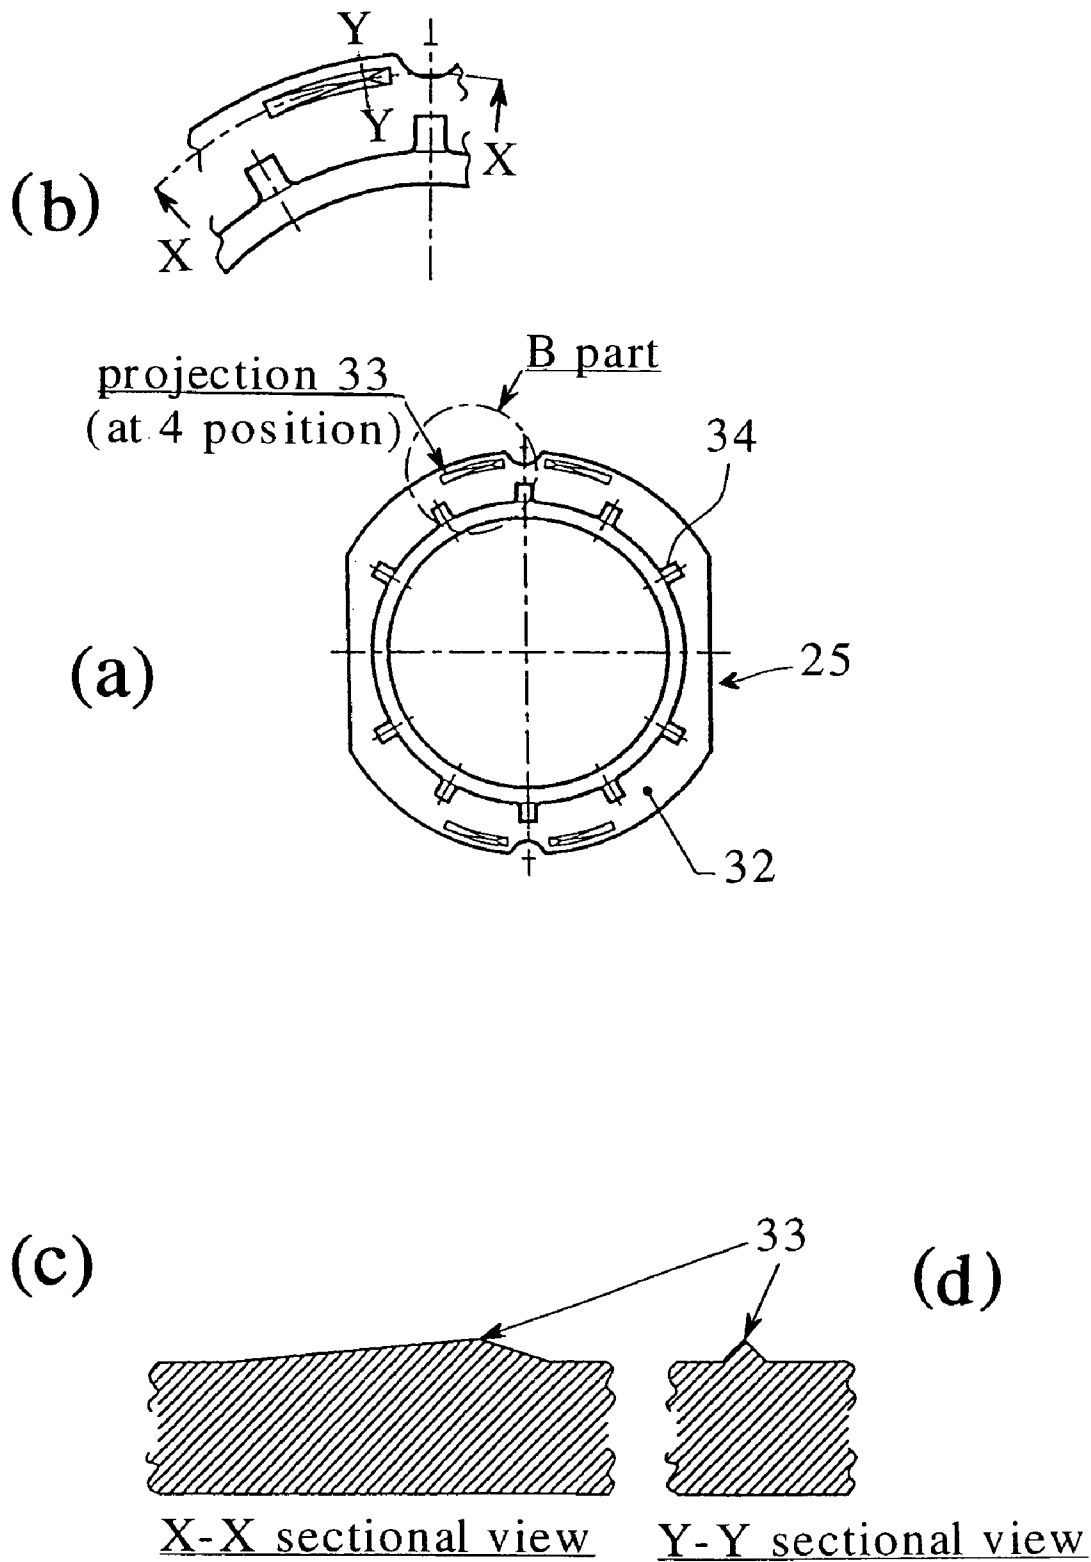 (b)
Y
Y
X
X
B part
projection 33
(at 4 position)
34
(a)
25
32
(c)
33
(d)
X-X sectional view
Y-Y sectional view